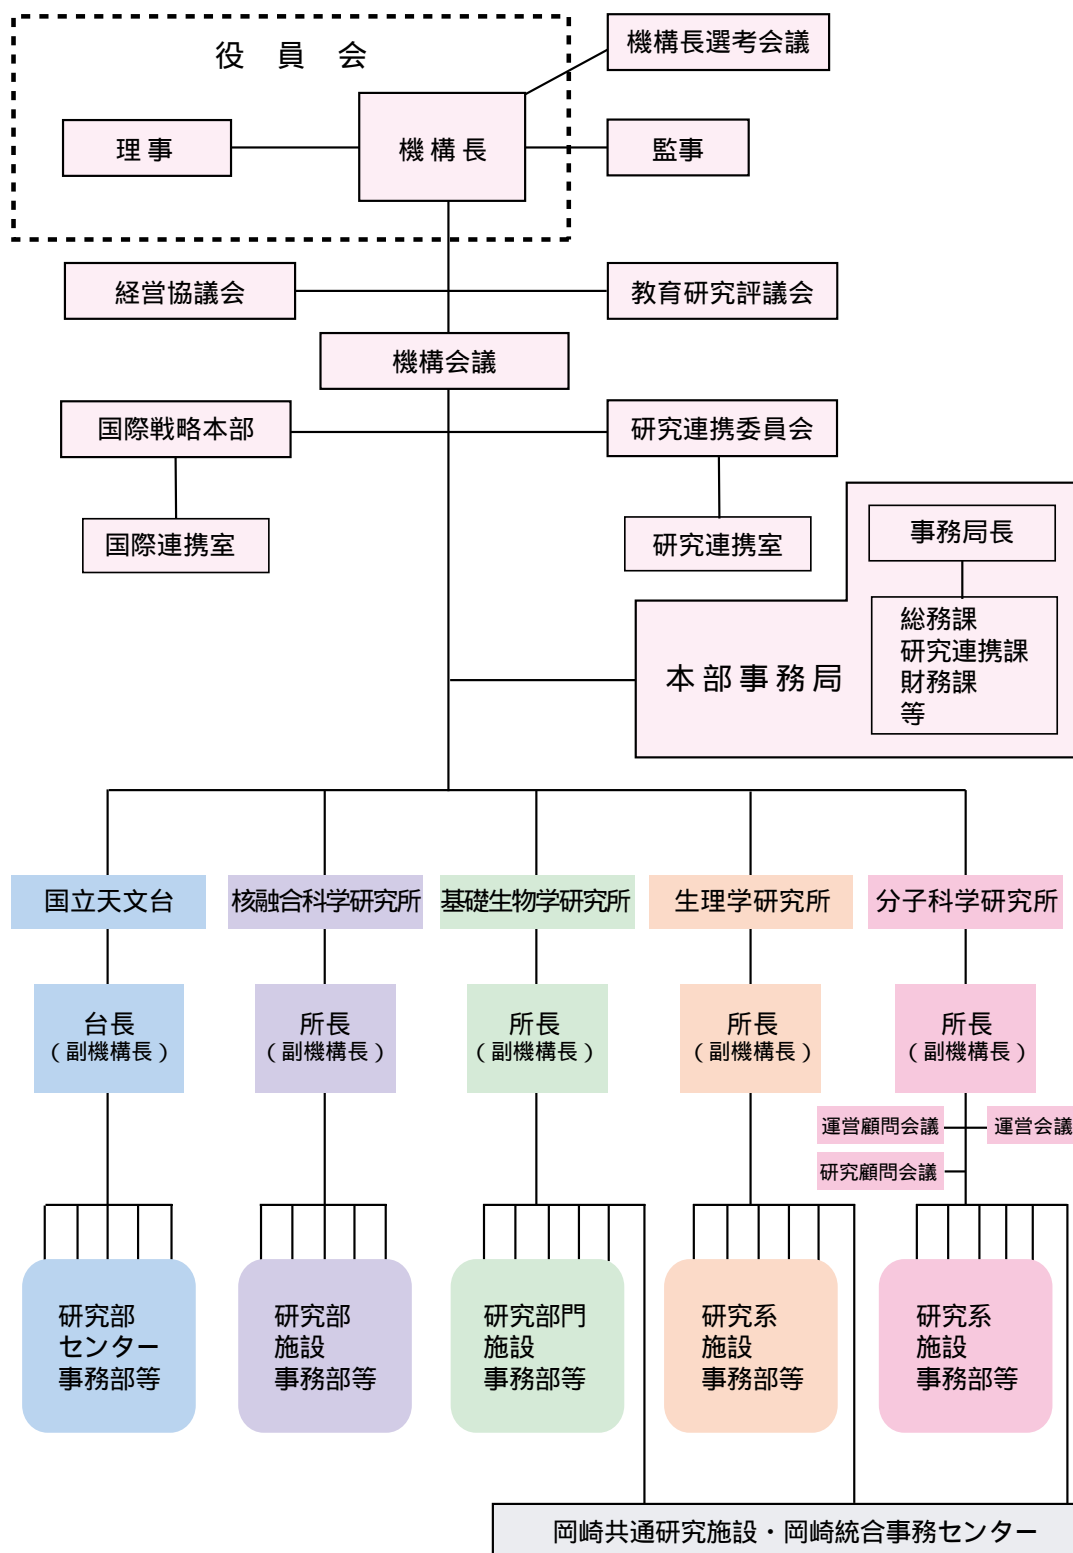 役員会
機構長選考会議
理事
機構長
監事
経営協議会
教育研究評議会
機構会議
国際戦略本部
研究連携委員会
国際連携室
研究連携室
事務局長
総務課
研究連携課
財務課
等
本部事務局
国立天文台
核融合科学研究所
基礎生物学研究所
生理学研究所
分子科学研究所
台長
（副機構長）
所長
（副機構長）
所長
（副機構長）
所長
（副機構長）
所長
（副機構長）
運営顧問会議
運営会議
研究顧問会議
研究部
センター
事務部等
研究部
施設
事務部等
研究部門
施設
事務部等
研究系
施設
事務部等
研究系
施設
事務部等
岡崎共通研究施設・岡崎統合事務センター